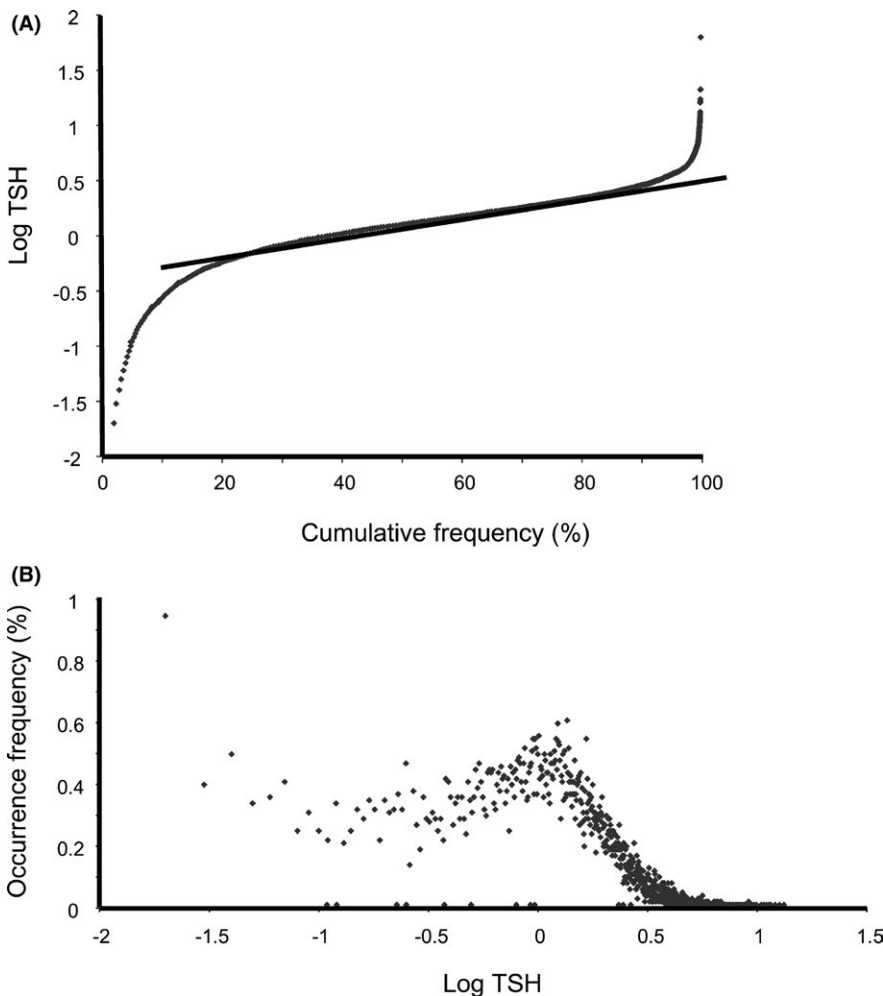 (A)
Log TSH
2
1.5
1
0.5
0
-0.5
-1
-1.5
-2
0 20 40 60 80 100
Cumulative frequency (%)
(B)
Occurrence frequency (%)
1
0.8
0.6
0.4
0.2
0
-2 -1.5 -1 -0.5 0 0.5 1 1.5
Log TSH